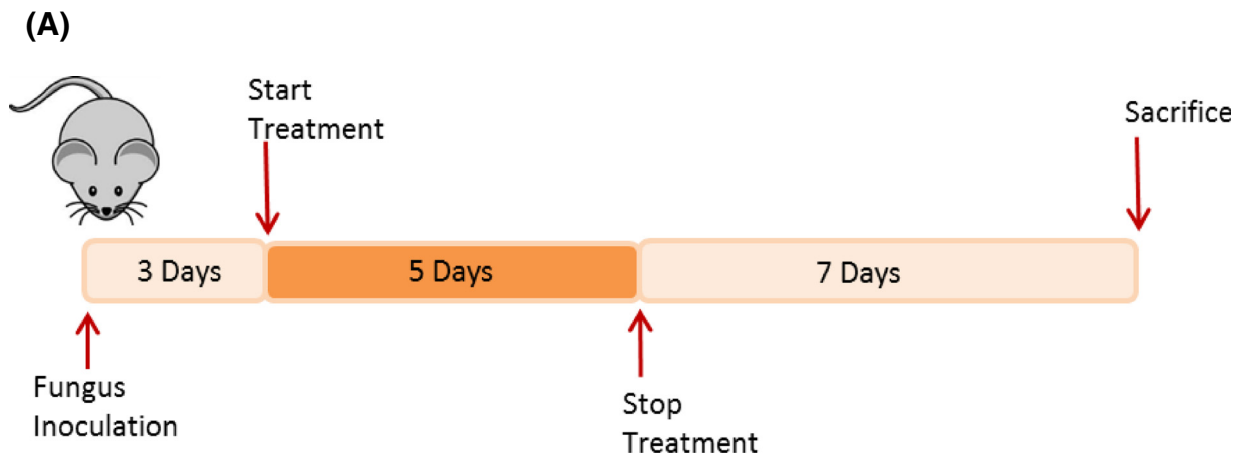 (A)
Start
Treatment
Sacrifice
3 Days
5 Days
7 Days
Fungus
Inoculation
Stop
Treatment